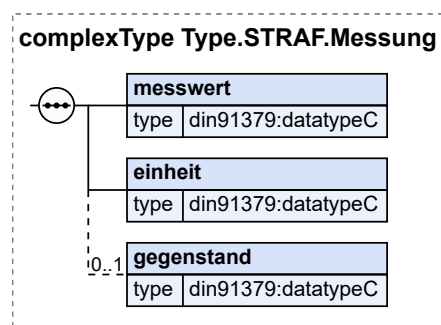 complexType Type.STRAF.Messung
messwert
type din91379:datatypeC
einheit
type din91379:datatypeC
0..1
gegenstand
type din91379:datatypeC